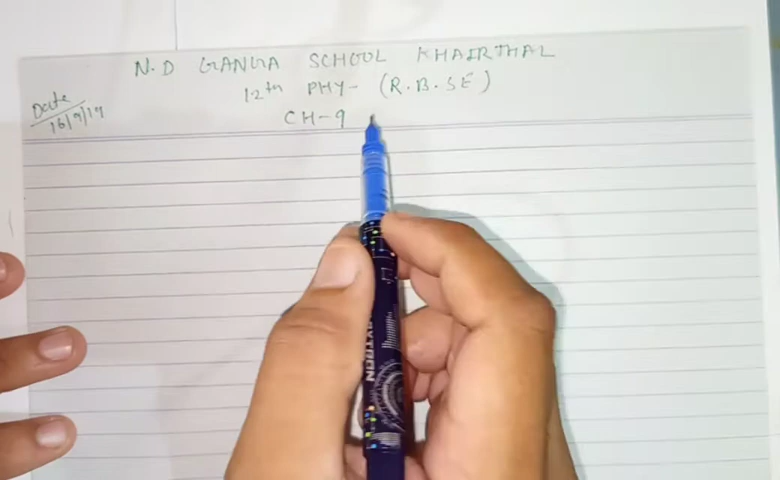 N.D GANGA SCHOOL KHAIRTHAL
12th PHY- (R.B.SE)
Date
16/9/19
CH-9